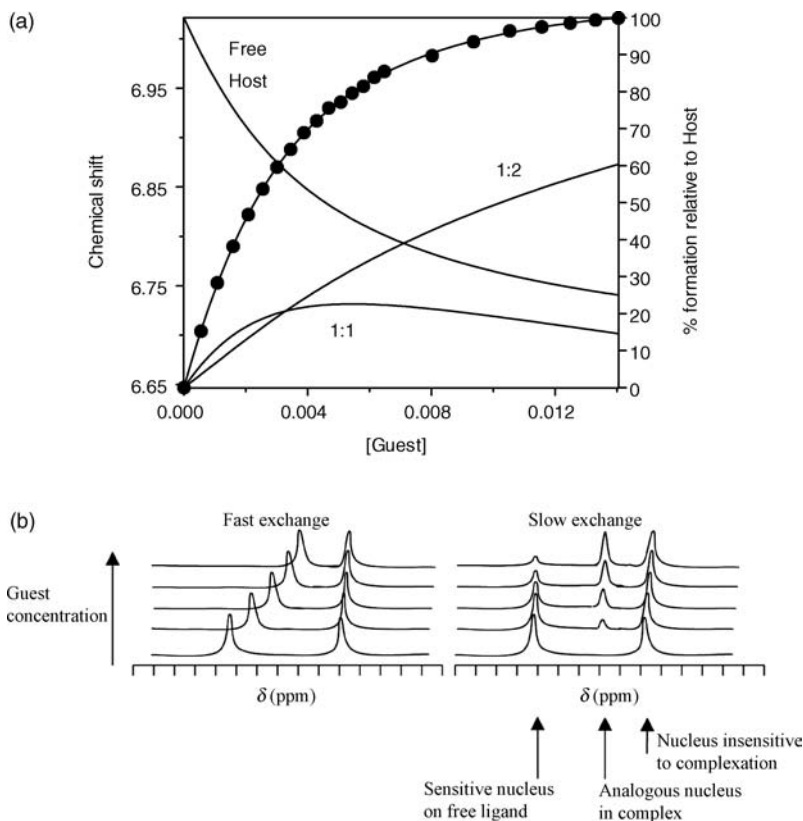 (a)
Free
Host
1:2
1:1
6.95
6.85
6.75
6.65
Chemical shift
100
90
80
70
60
50
40
30
20
10
0
% formation relative to Host
0.000
0.004
0.008
0.012
[Guest]
(b)
Fast exchange
Slow exchange
Guest
concentration
δ (ppm)
δ (ppm)
Nucleus insensitive
to complexation
Sensitive nucleus
on free ligand
Analogous nucleus
in complex